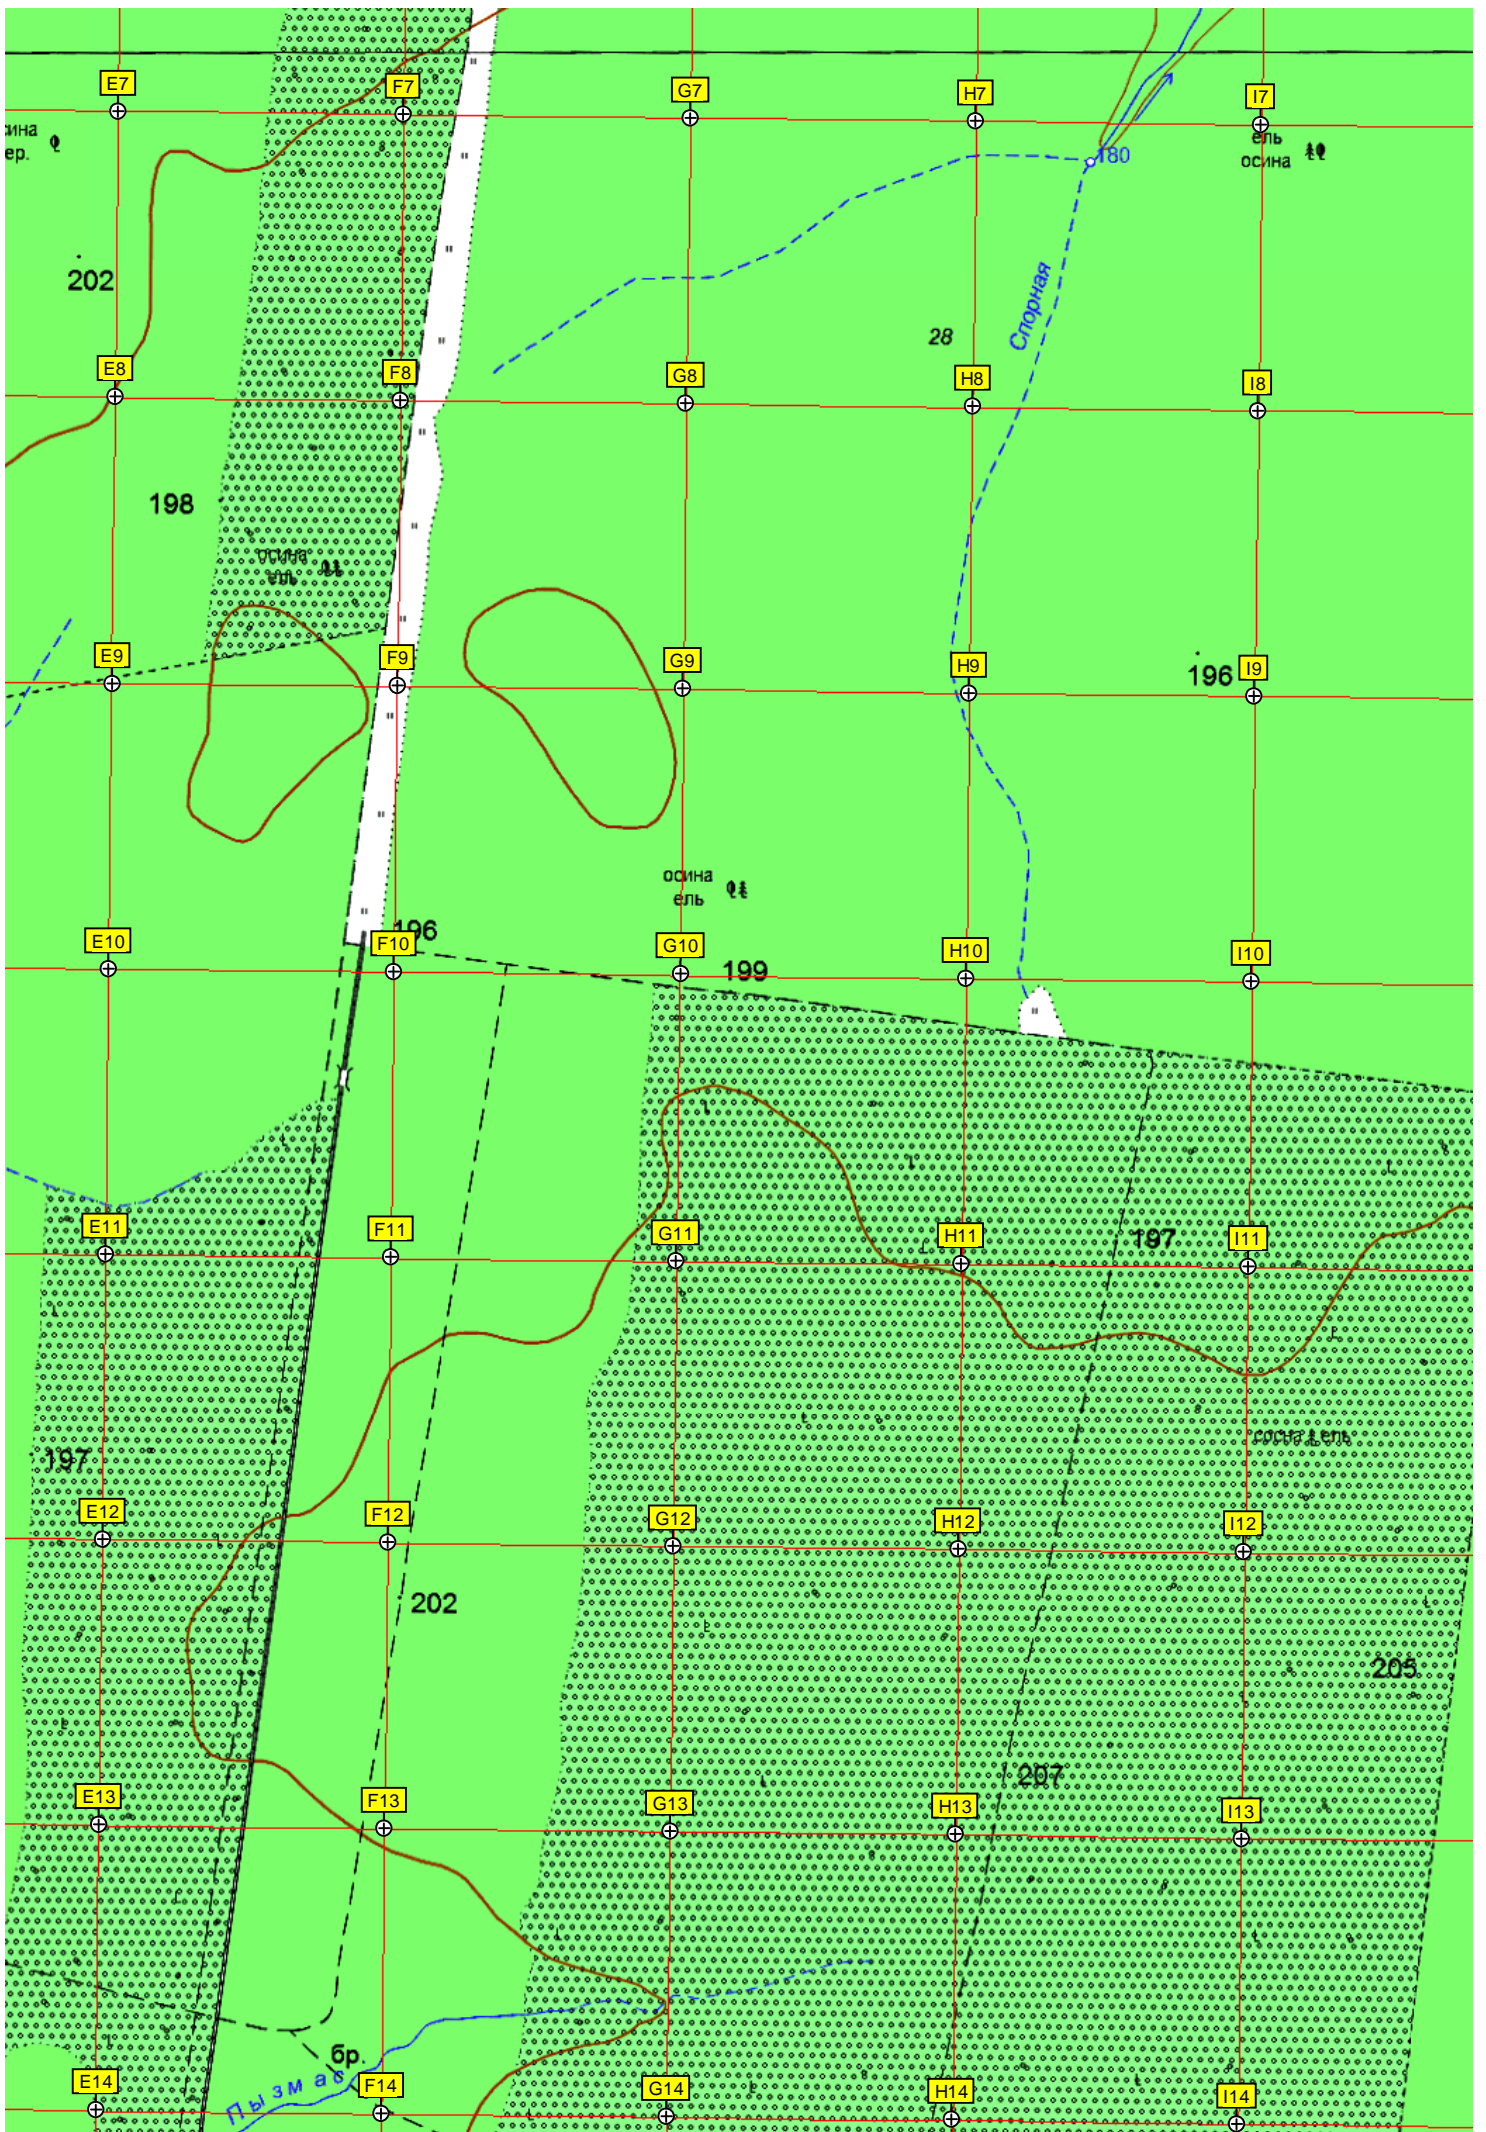 E7
F7
G7
H7
I7
ина
ер.
ель
осина
180
202
Спорная
28
E8
F8
G8
H8
I8
198
осина
ель
E9
F9
G9
H9
196
I9
осина
ель
196
E10
F10
G10
199
H10
I10
E11
F11
G11
H11
197
I11
сосна ель
197
E12
F12
G12
H12
I12
202
205
207
E13
F13
G13
H13
I13
бр.
Пызмас
E14
F14
G14
H14
I14